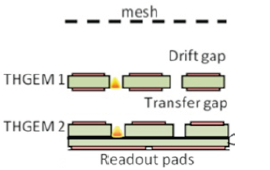 mesh
Drift gap
THGEM 1
Transfer gap
THGEM 2
Readout pads